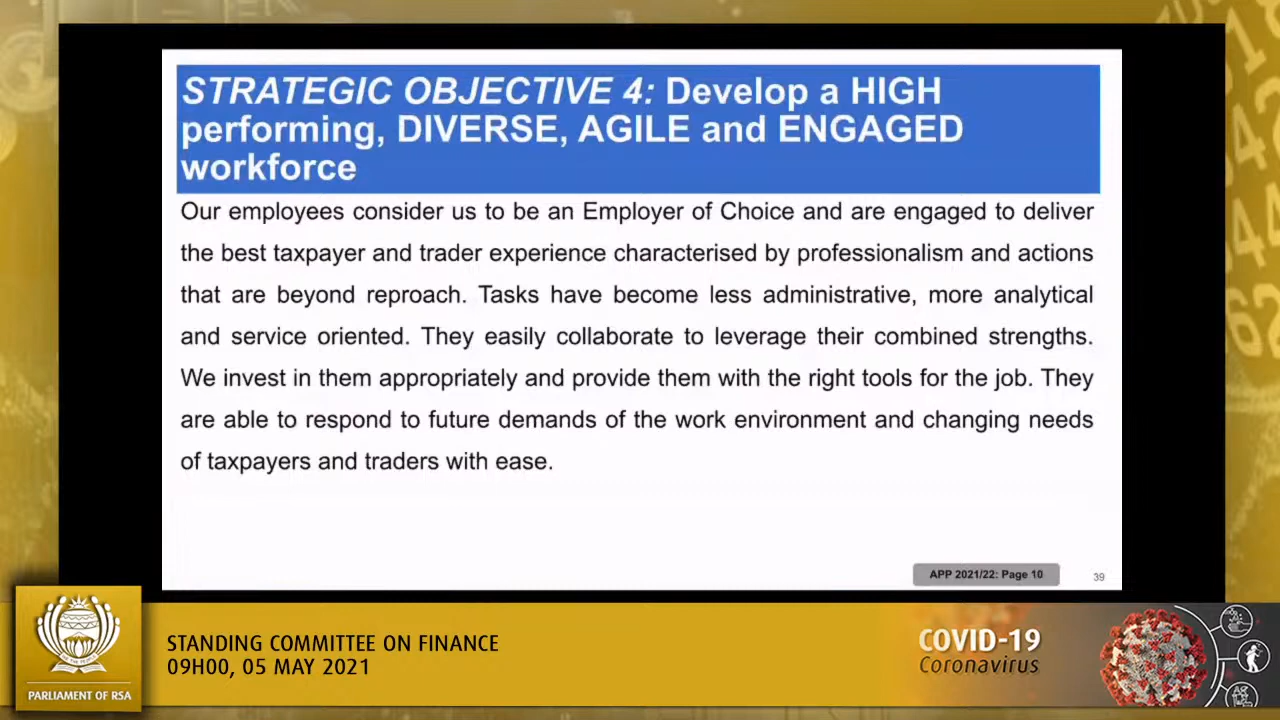 STRATEGIC OBJECTIVE 4: Develop a HIGH
performing, DIVERSE, AGILE and ENGAGED
workforce
Our employees consider us to be an Employer of Choice and are engaged to deliver
the best taxpayer and trader experience characterised by professionalism and actions
that are beyond reproach. Tasks have become less administrative, more analytical
and service oriented. They easily collaborate to leverage their combined strengths.
We invest in them appropriately and provide them with the right tools for the job. They
are able to respond to future demands of the work environment and changing needs
of taxpayers and traders with ease.
APP 2021/22: Page 10
39
STANDING COMMITTEE ON FINANCE
09H00, 05 MAY 2021
PARLIAMENT OF RSA
COVID-19
Coronavirus